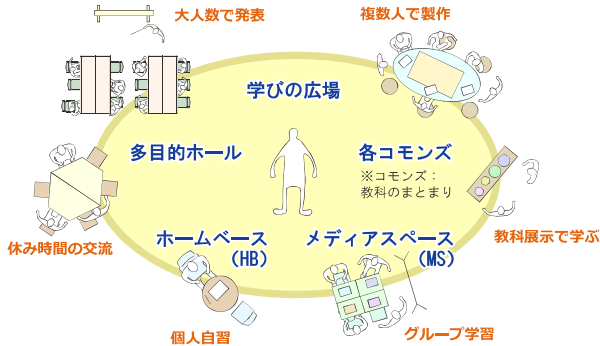 大人数で発表
複数人で製作
学びの広場
多目的ホール
各コモンズ
※コモンズ：
教科のまとまり
ホームベース
（HB）
メディアスペース
（MS）
休み時間の交流
教科展示で学ぶ
個人自習
グループ学習